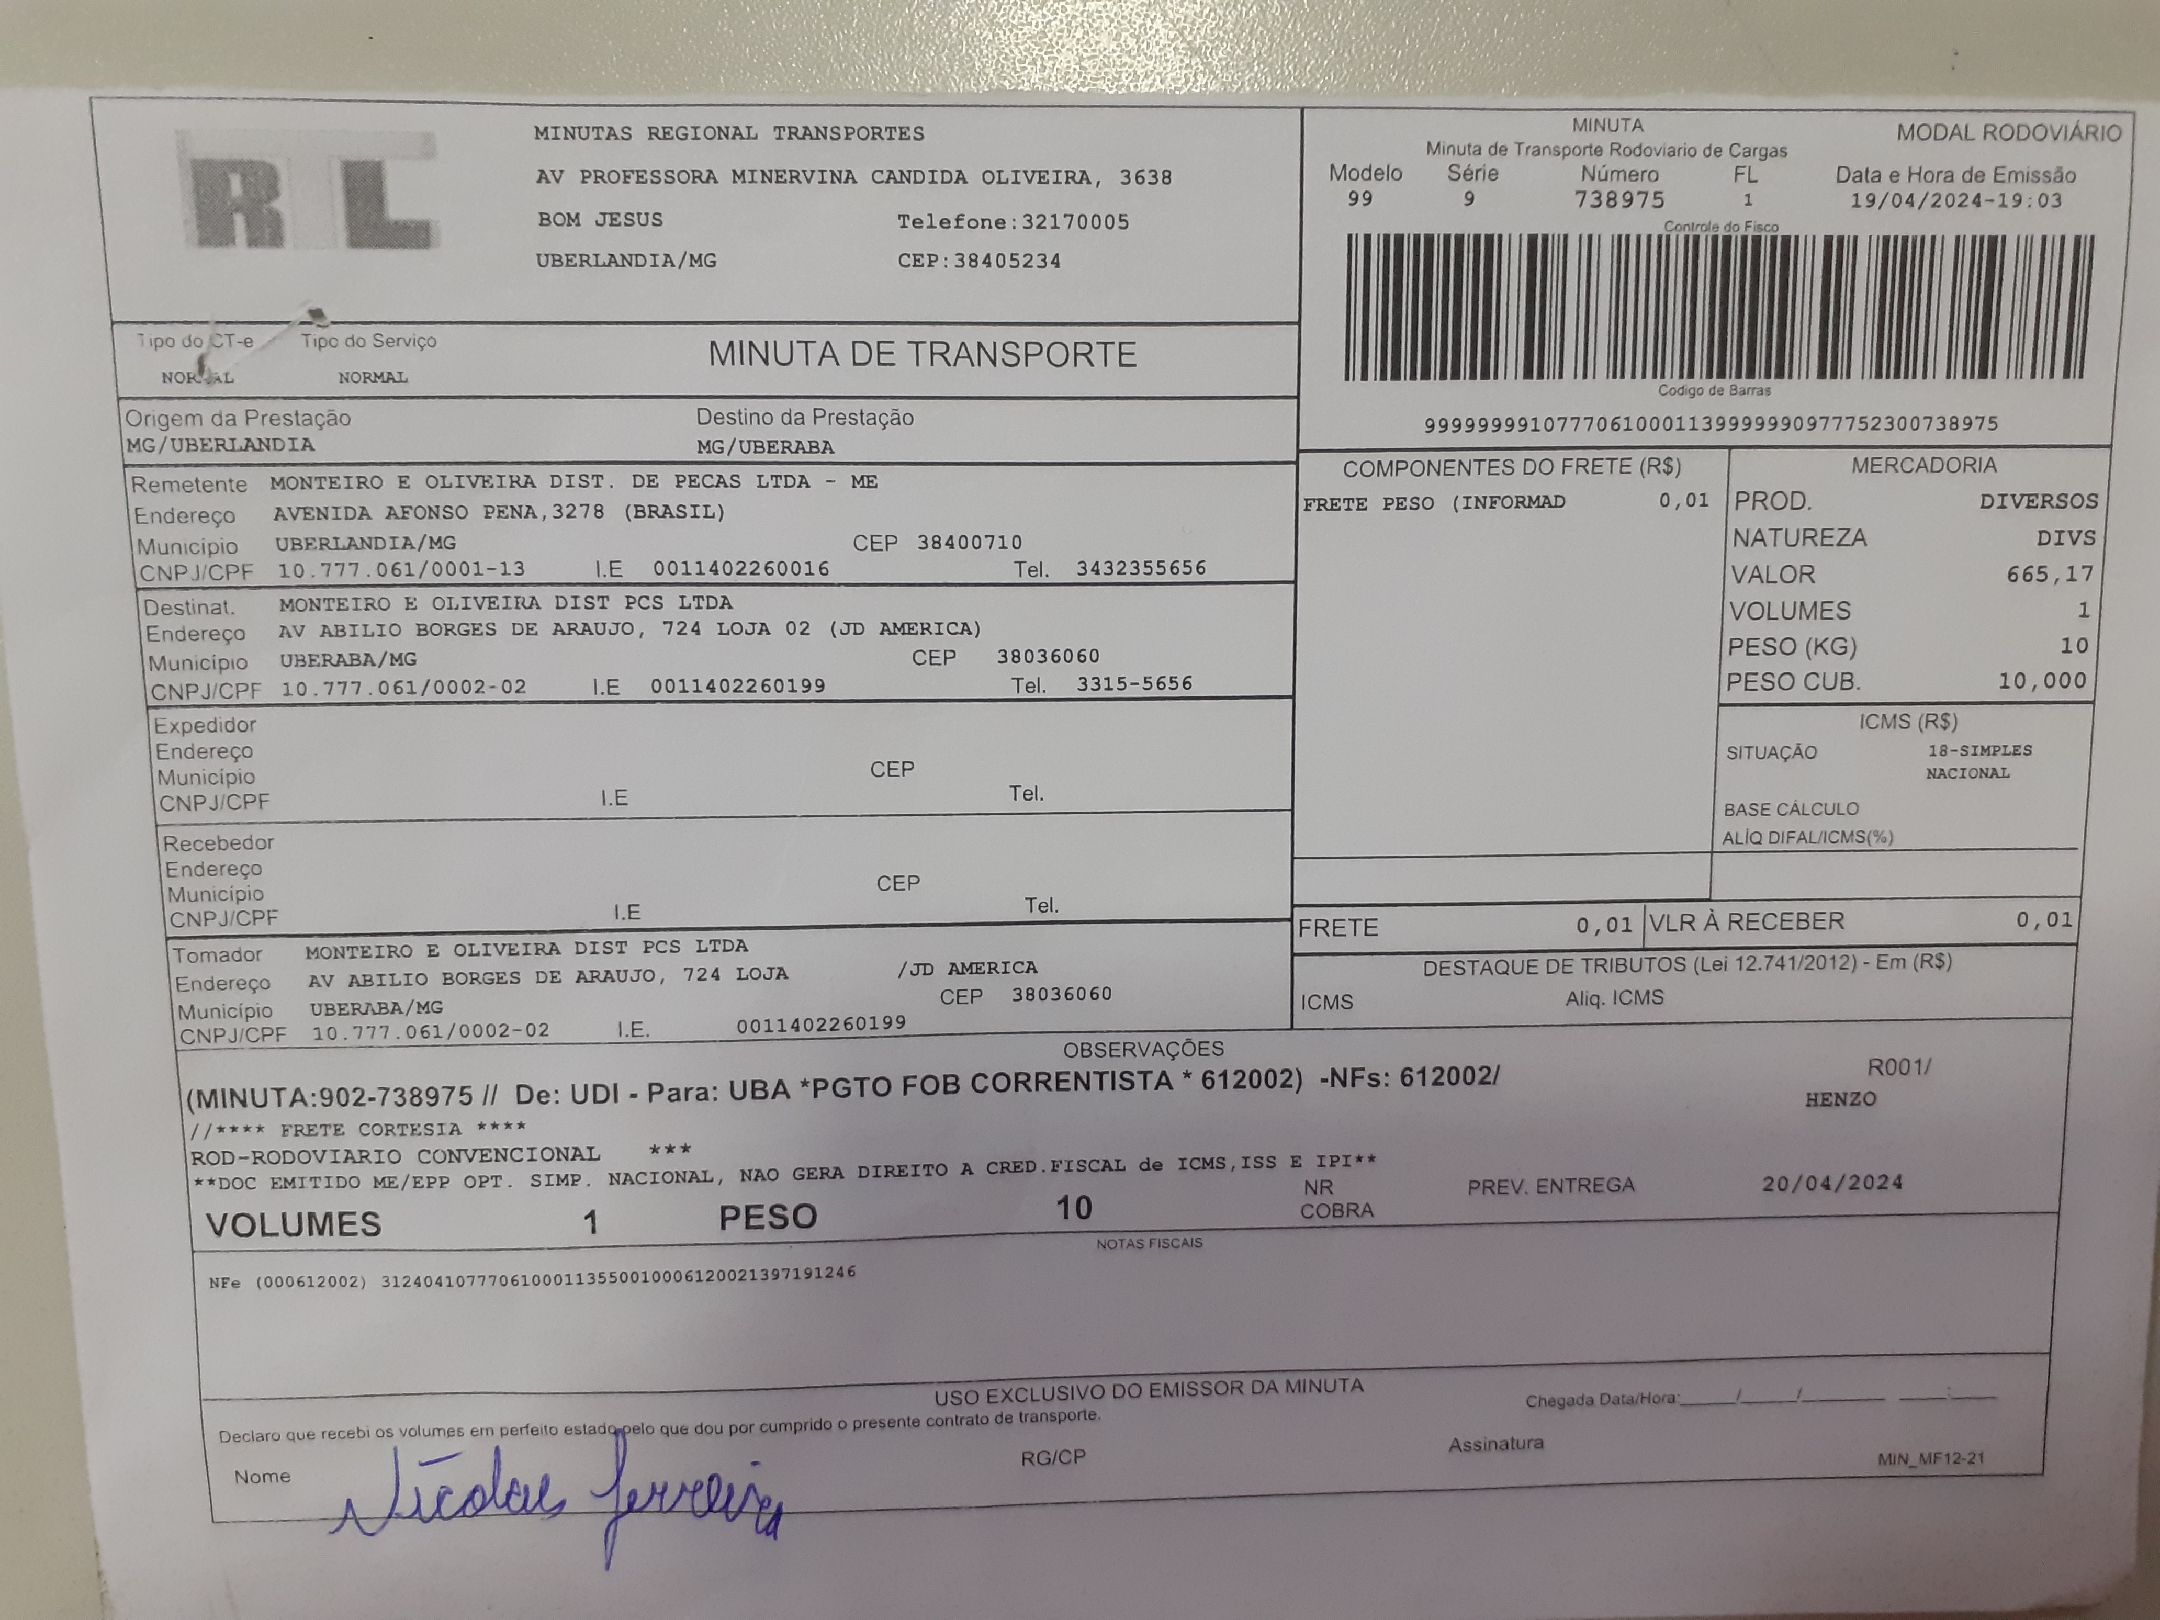 RTL
MINUTAS REGIONAL TRANSPORTES
AV PROFESSORA MINERVINA CANDIDA OLIVEIRA, 3638
BOM JESUS Telefone:32170005
UBERLANDIA/MG CEP:38405234
MINUTA MODAL RODOVIÁRIO
Minuta de Transporte Rodoviario de Cargas
Modelo Série Número FL Data e Hora de Emissão
99 9 738975 1 19/04/2024-19:03
Controle do Fisco
Codigo de Barras
999999991077706100011399999990977752300738975
Tipo do CT-e Tipo do Serviço
NORMAL NORMAL
MINUTA DE TRANSPORTE
Origem da Prestação Destino da Prestação
MG/UBERLANDIA MG/UBERABA
Remetente MONTEIRO E OLIVEIRA DIST. DE PECAS LTDA - ME
Endereço AVENIDA AFONSO PENA,3278 (BRASIL)
Município UBERLANDIA/MG CEP 38400710
CNPJ/CPF 10.777.061/0001-13 I.E 0011402260016 Tel. 3432355656
Destinat. MONTEIRO E OLIVEIRA DIST PCS LTDA
Endereço AV ABILIO BORGES DE ARAUJO, 724 LOJA 02 (JD AMERICA)
Município UBERABA/MG CEP 38036060
CNPJ/CPF 10.777.061/0002-02 I.E 0011402260199 Tel. 3315-5656
Expedidor
Endereço
Município CEP
CNPJ/CPF I.E Tel.
Recebedor
Endereço
Município CEP
CNPJ/CPF I.E Tel.
Tomador MONTEIRO E OLIVEIRA DIST PCS LTDA
Endereço AV ABILIO BORGES DE ARAUJO, 724 LOJA /JD AMERICA
Município UBERABA/MG CEP 38036060
CNPJ/CPF 10.777.061/0002-02 I.E. 0011402260199
COMPONENTES DO FRETE (R$)
FRETE PESO (INFORMAD 0,01
MERCADORIA
PROD. DIVERSOS
NATUREZA DIVS
VALOR 665,17
VOLUMES 1
PESO (KG) 10
PESO CUB. 10,000
ICMS (R$)
SITUAÇÃO 18-SIMPLES
NACIONAL
BASE CÁLCULO
ALÍQ DIFAL/ICMS(%)
FRETE 0,01 VLR À RECEBER 0,01
DESTAQUE DE TRIBUTOS (Lei 12.741/2012) - Em (R$)
ICMS Aliq. ICMS
OBSERVAÇÕES
(MINUTA:902-738975 // De: UDI - Para: UBA *PGTO FOB CORRENTISTA * 612002) -NFs: 612002/ R001/
HENZO
//**** FRETE CORTESIA ****
ROD-RODOVIARIO CONVENCIONAL ***
**DOC EMITIDO ME/EPP OPT. SIMP. NACIONAL, NAO GERA DIREITO A CRED.FISCAL de ICMS,ISS E IPI**
VOLUMES 1 PESO 10 NR COBRA PREV. ENTREGA 20/04/2024
NOTAS FISCAIS
NFe (000612002) 31240410777061000113550010006120021397191246
USO EXCLUSIVO DO EMISSOR DA MINUTA
Declaro que recebi os volumes em perfeito estado pelo que dou por cumprido o presente contrato de transporte. Chegada Data/Hora:____/____/______ ____:____
Nome Nícolas Ferreira RG/CP Assinatura MIN_MF12-21